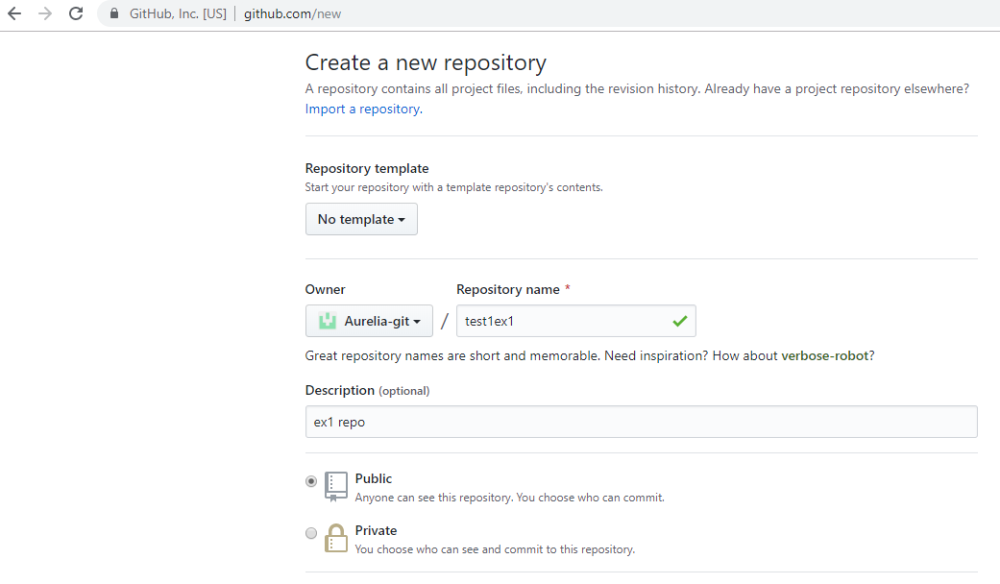 GitHub, Inc. [US] github.com/new
Create a new repository
A repository contains all project files, including the revision history. Already have a project repository elsewhere?
Import a repository.
Repository template
Start your repository with a template repository's contents.
No template
Owner Repository name *
Aurelia-git / test1ex1
Great repository names are short and memorable. Need inspiration? How about verbose-robot?
Description (optional)
ex1 repo
Public
Anyone can see this repository. You choose who can commit.
Private
You choose who can see and commit to this repository.